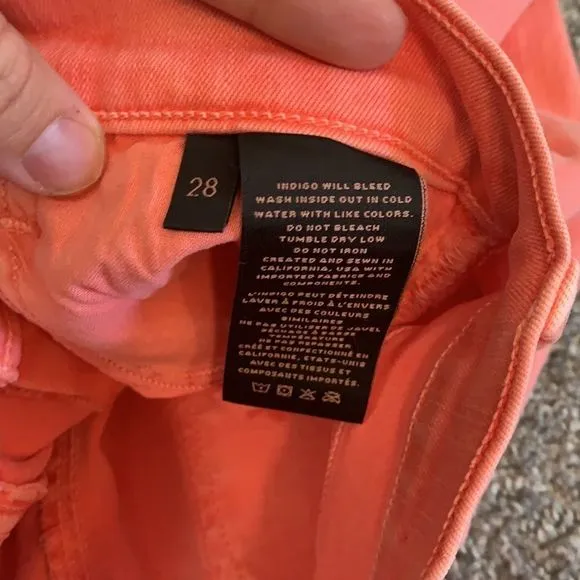 28
INDIGO WILL BLEED
WASH INSIDE OUT IN COLD
WATER WITH LIKE COLORS.
DO NOT BLEACH
TUMBLE DRY LOW
DO NOT IRON
CREATED AND SEWN IN
CALIFORNIA, USA WITH
IMPORTED FABRICS AND
COMPONENTS.
L'INDIGO PEUT DÉTEINDRE
LAVER À FROID À L'ENVERS
AVEC DES COULEURS
SIMILAIRES
NE PAS UTILISER DE JAVEL
SÉCHAGE À BASSE
TEMPÉRATURE
NE PAS REPASSER
CRÉÉ ET CONFECTIONNÉ EN
CALIFORNIE, ETATS-UNIS
AVEC DES TISSUS ET
COMPOSANTS IMPORTÉS.